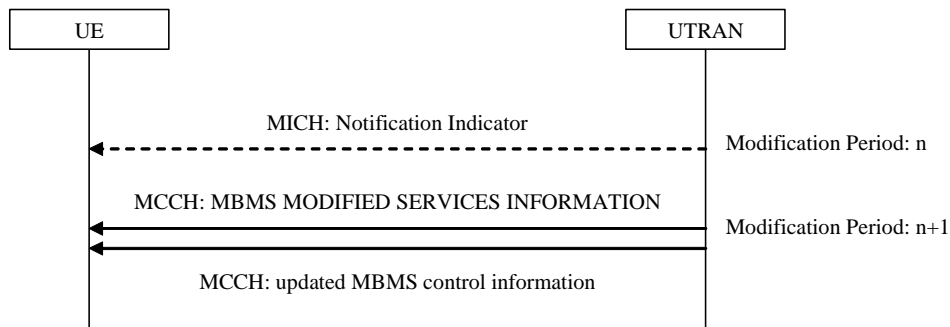 UE
UTRAN
MICH: Notification Indicator
Modification Period: n
MCCH: MBMS MODIFIED SERVICES INFORMATION
Modification Period: n+1
MCCH: updated MBMS control information